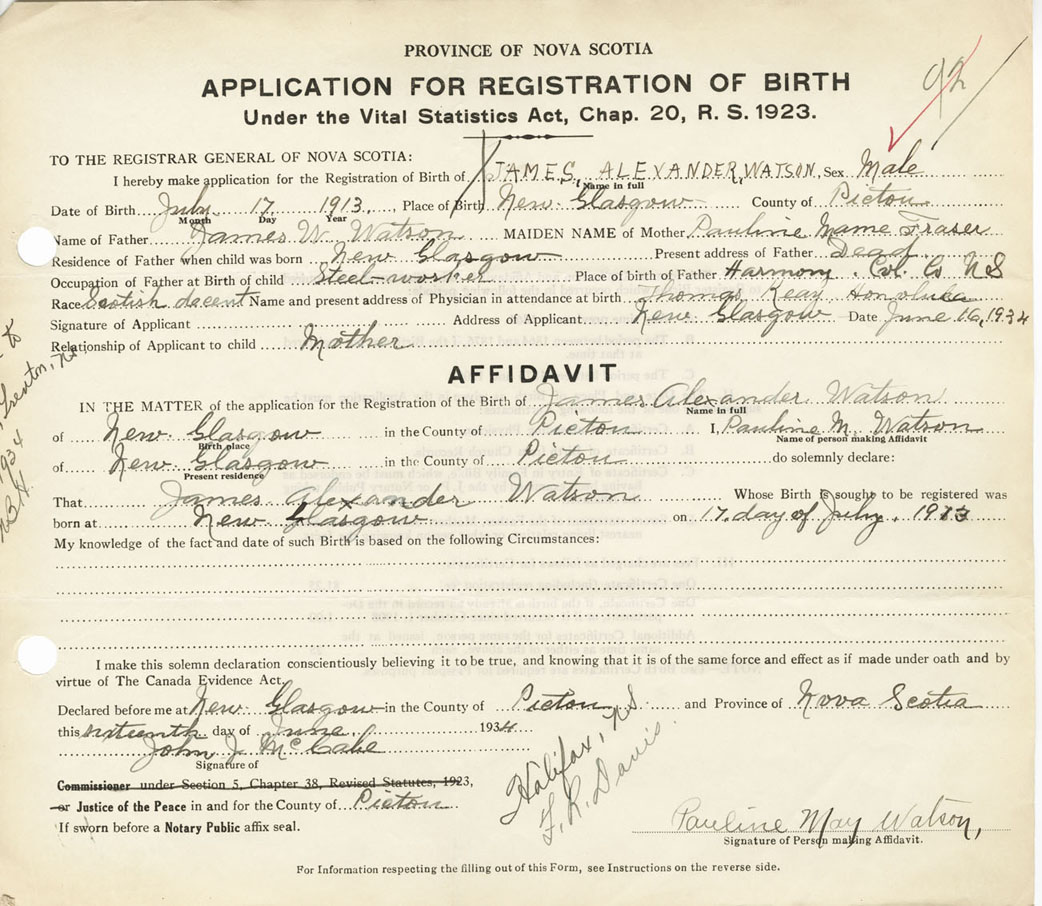 PROVINCE OF NOVA SCOTIA
APPLICATION FOR REGISTRATION OF BIRTH
Under the Vital Statistics Act, Chap. 20, R. S. 1923.
92
TO THE REGISTRAR GENERAL OF NOVA SCOTIA:
I hereby make application for the Registration of Birth of JAMES, ALEXANDER, WATSON, Sex Male
Name in full
Date of Birth July 17 1913 Place of Birth New Glasgow County of Pictou
Month Day Year
Name of Father James W. Watson MAIDEN NAME of Mother Pauline Mame Fraser
Residence of Father when child was born New Glasgow Present address of Father Dead
Occupation of Father at Birth of child Steel-worker Place of birth of Father Harmony. Col. Co N S
Race Scotish decent Name and present address of Physician in attendance at birth Thomas Keay Honolulu
Signature of Applicant Address of Applicant New Glasgow Date June 16, 1934
Relationship of Applicant to child Mother
AFFIDAVIT
IN THE MATTER of the application for the Registration of the Birth of James Alexander Watson
Name in full
of New Glasgow in the County of Pictou I, Pauline M. Watson
Birth place Name of person making Affidavit
of New Glasgow in the County of Pictou do solemnly declare:
Present residence
That James Alexander Watson Whose Birth is sought to be registered was
born at New Glasgow on 17. day of July, 1913
My knowledge of the fact and date of such Birth is based on the following Circumstances:
I make this solemn declaration conscientiously believing it to be true, and knowing that it is of the same force and effect as if made under oath and by
virtue of The Canada Evidence Act.
Declared before me at New Glasgow in the County of Pictou and Province of Nova Scotia
this sixteenth day of June 1934
John J McCabe
Signature of
Commissioner under Section 5, Chapter 38, Revised Statutes, 1923,
or Justice of the Peace in and for the County of Pictou
If sworn before a Notary Public affix seal.
Halifax, N.S.
F. R. Davis
Pauline May Watson,
Signature of Person making Affidavit.
For Information respecting the filling out of this Form, see Instructions on the reverse side.
to
Trenton, N.S.